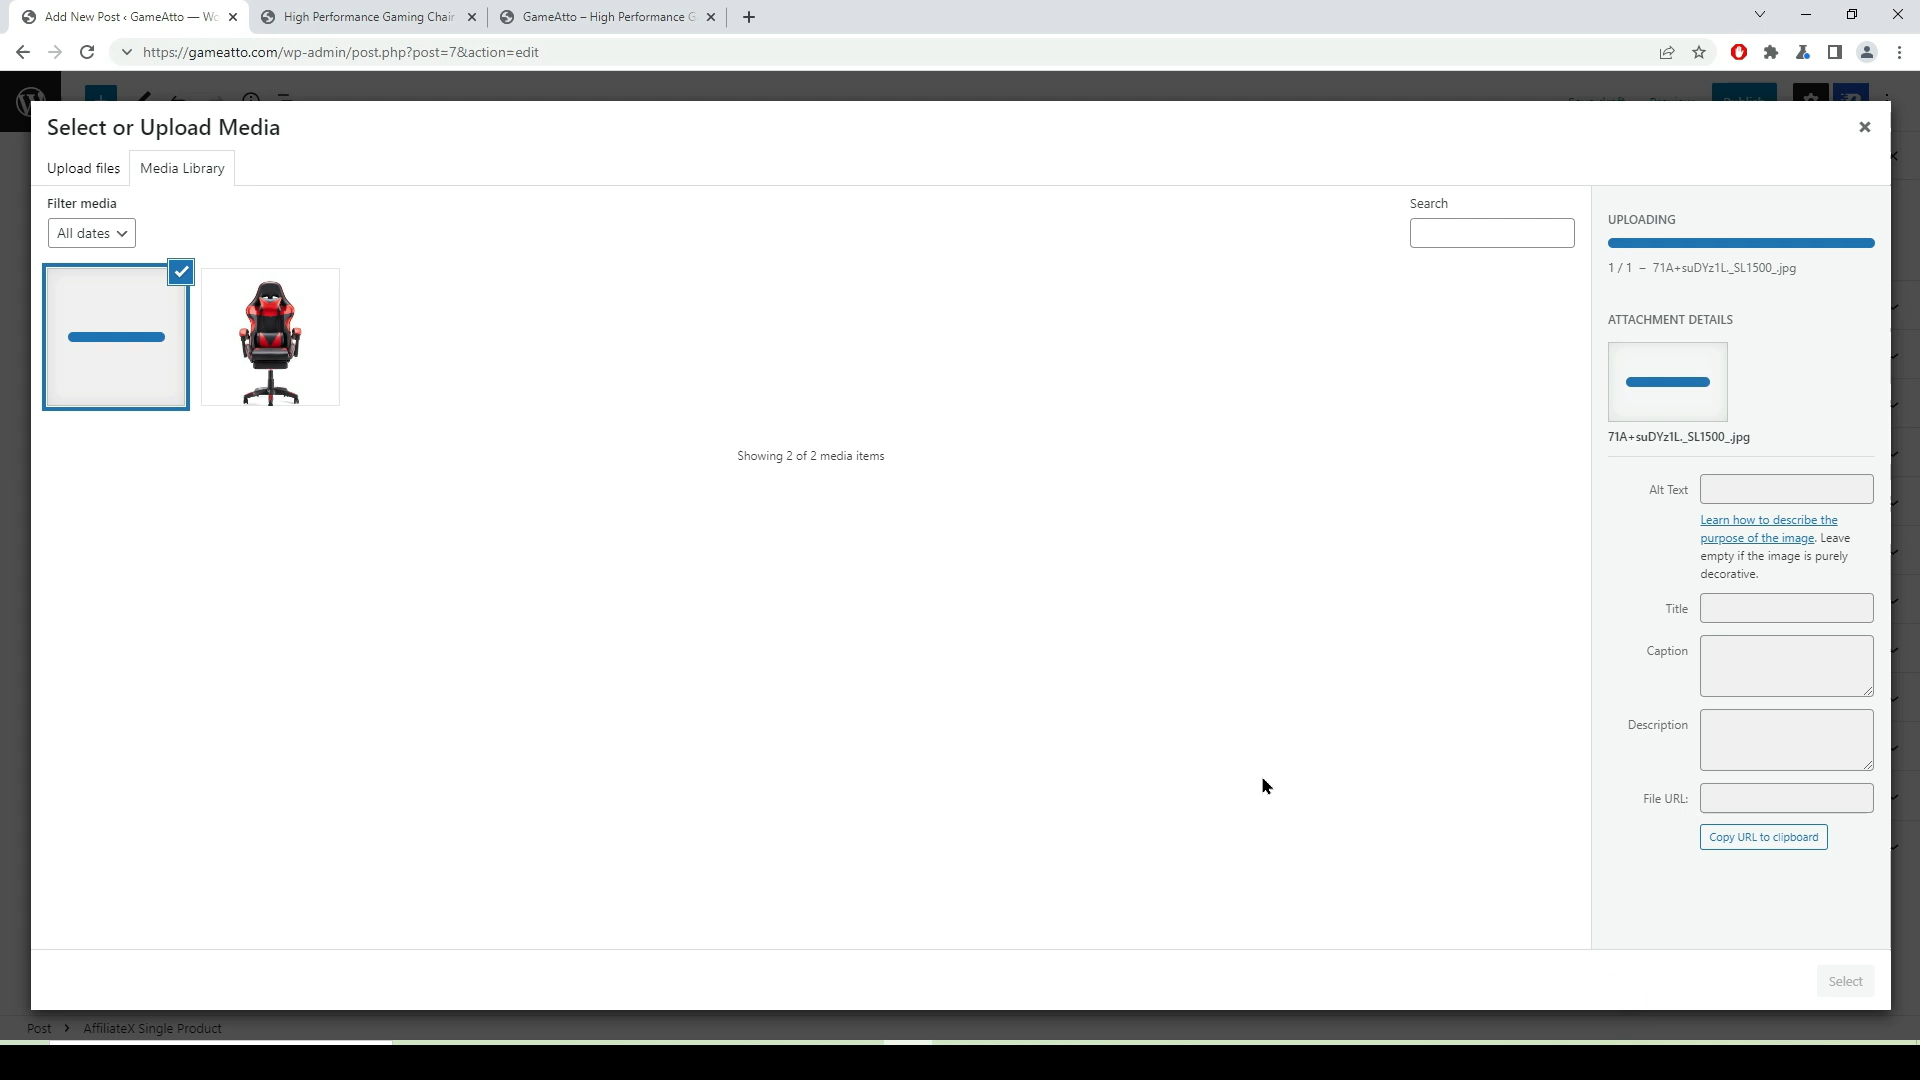 Add New Post ‹ GameAtto — Wo
High Performance Gaming Chair
GameAtto – High Performance G
https://gameatto.com/wp-admin/post.php?post=7&action=edit
Select or Upload Media
Upload files
Media Library
Filter media
All dates
Search
UPLOADING
1 / 1 – 71A+suDYz1L._SL1500_.jpg
ATTACHMENT DETAILS
71A+suDYz1L._SL1500_.jpg
Showing 2 of 2 media items
Alt Text
Learn how to describe the
purpose of the image. Leave
empty if the image is purely
decorative.
Title
Caption
Description
File URL:
Copy URL to clipboard
Select
Post > AffiliateX Single Product